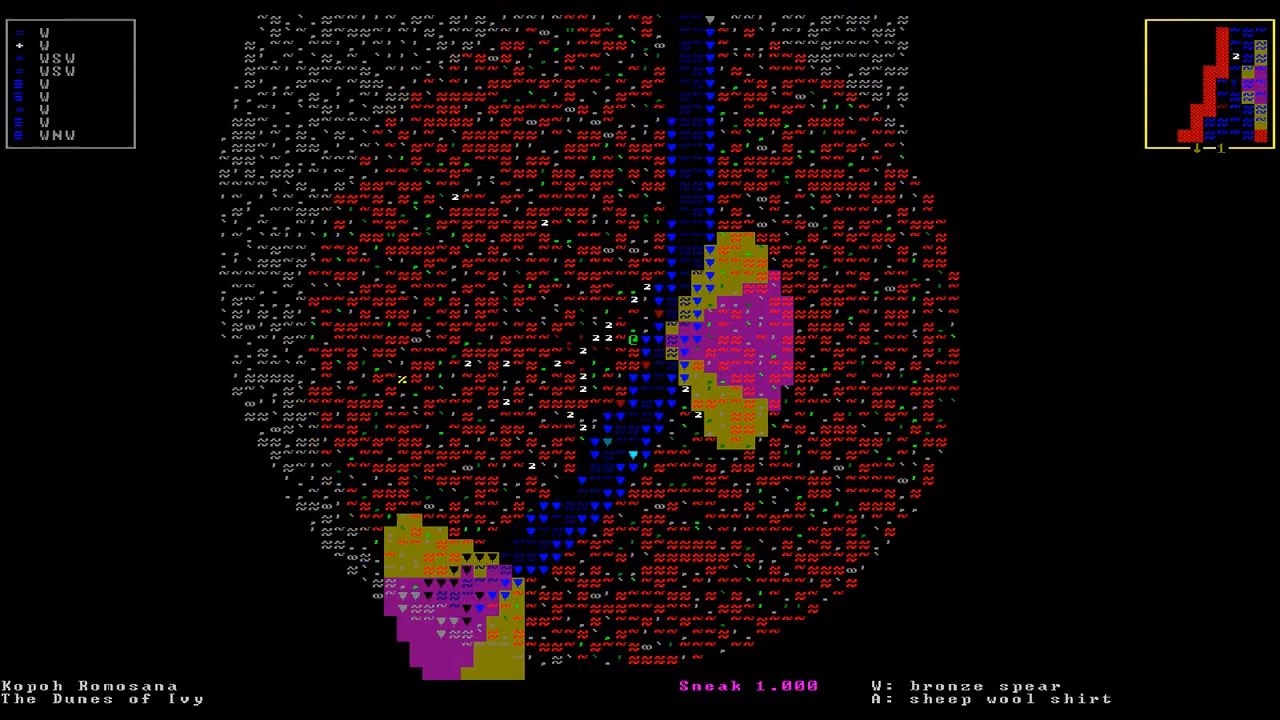 = W
+ W
= WSW
= WSW
≡ W
≡ W
= W
≡ W
≡ WNW
Kopoh Romosana
The Dunes of Ivy
Sneak 1.000
W: bronze spear
A: sheep wool shirt